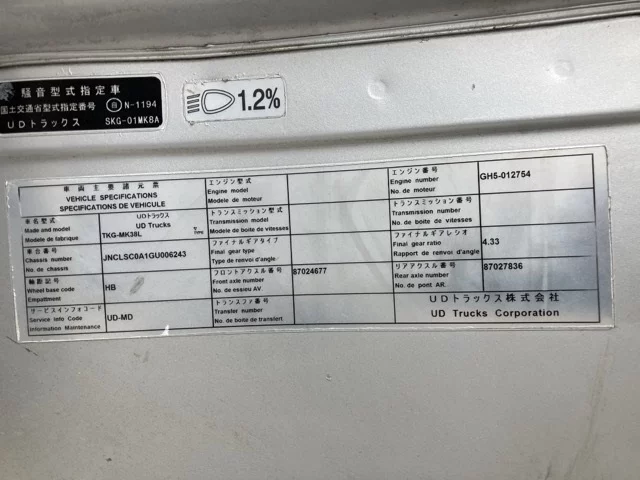 騒音型式指定車
国土交通省型式指定番号 自 N-1194
UDトラックス SKG-01MK8A
1.2%
車両主要諸元表
VEHICLE SPECIFICATIONS
SPECIFICATIONS DE VEHICULE
車名型式 UDトラックス
Made and model UD Trucks
Modele de fabrique TKG-MK38L
車台番号
Chassis number JNCLSC0A1GU006243
No. de chassis
軸距記号
Wheel base code HB
Empattment
サービスインフォコード
Service Info Code UD-MD
Information Maintenance
エンジン型式
Engine model
Modele de moteur
トランスミッション型式
Transmission model
Modele de boite de vitesses
ファイナルギアタイプ
Final gear type
Type de renvoi d'angle
フロントアクスル番号 87024677
Front axle number
No. de essieu AV.
トランスファ番号
Transfer number
No. de boite de transfert
エンジン番号
Engine number GH5-012754
No. de moteur
トランスミッション番号
Transmission number
No. de boite de vitesses
ファイナルギアレシオ
Final gear ratio 4.33
Rapport de renvoi d'angle
リアアクスル番号 87027836
Rear axle number
No. de pont AR.
UDトラックス株式会社
UD Trucks Corporation